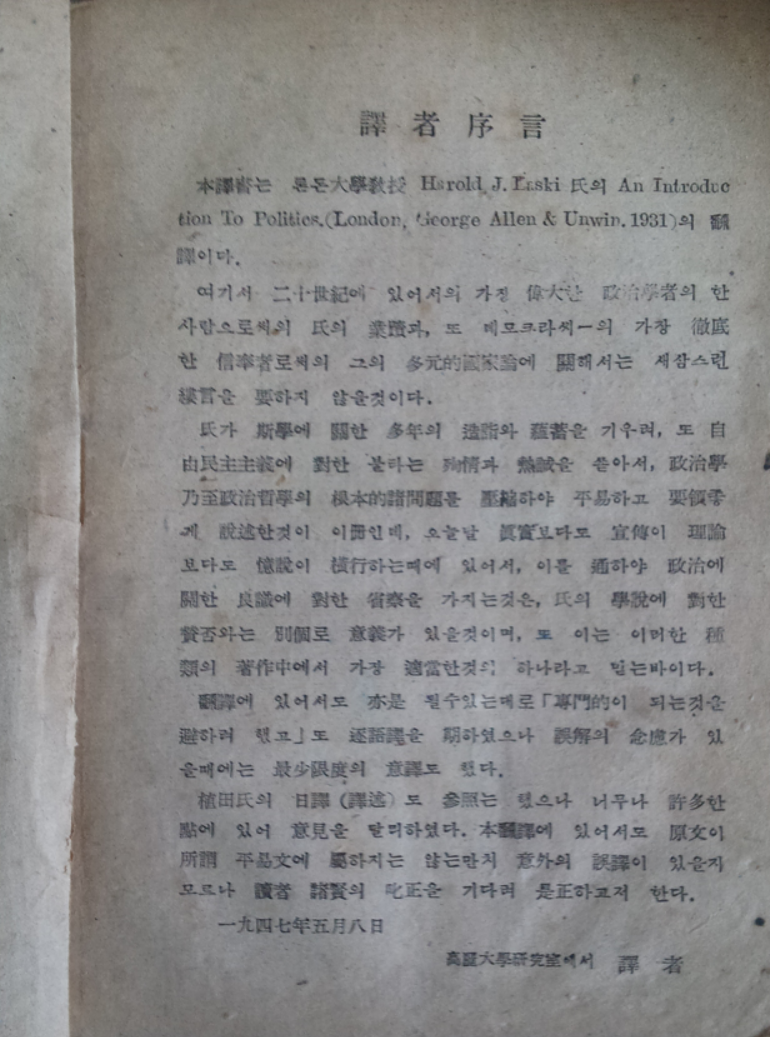 譯者序言
本譯書는 론돈大學敎授 Harold J. Laski 氏의 An Introduc
tion To Politics.(London, George Allen & Unwin. 1931)의 飜
譯이다.
여기서 二十世紀에 있어서의 가장 偉大한 政治學者의 한
사람으로써의 氏의 業蹟과, 또 데모크라씨—의 가장 徹底
한 信奉者로써의 그의 多元的國家論에 關해서는 새삼스런
縷言을 要하지 않을것이다.
氏가 斯學에 關한 多年의 造詣와 蘊蓄을 기우려, 또 自
由民主主義에 對한 불타는 殉情과 熱誠을 쏟아서, 政治學
乃至政治哲學의 根本的諸問題를 壓縮하야 平易하고 要領좋
게 說述한것이 이冊인데, 오늘날 眞實보다도 宣傳이 理論
보다도 憶說이 橫行하는때에 있어서, 이를 通하야 政治에
關한 良識에 對한 省察을 가지는것은, 氏의 學說에 對한
贊否와는 別個로 意義가 있을것이며, 또 이는 이러한 種
類의 著作中에서 가장 適當한것의 하나라고 믿는바이다.
飜譯에 있어서도 亦是 될수있는대로「專門的이 되는것을
避하려 했고」또 逐語譯을 期하였으나 誤解의 念慮가 있
을때에는 最少限度의 意譯도 했다.
植田氏의 日譯 (譯述) 도 參照는 했으나 너무나 許多한
點에 있어 意見을 달리하였다. 本飜譯에 있어서도 原文이
所謂 平易文에 屬하지는 않는만치 意外의 誤譯이 있을지
모르나 讀者 諸賢의 叱正을 기다려 是正하고저 한다.
一九四七年五月八日
高麗大學硏究室에서 譯者